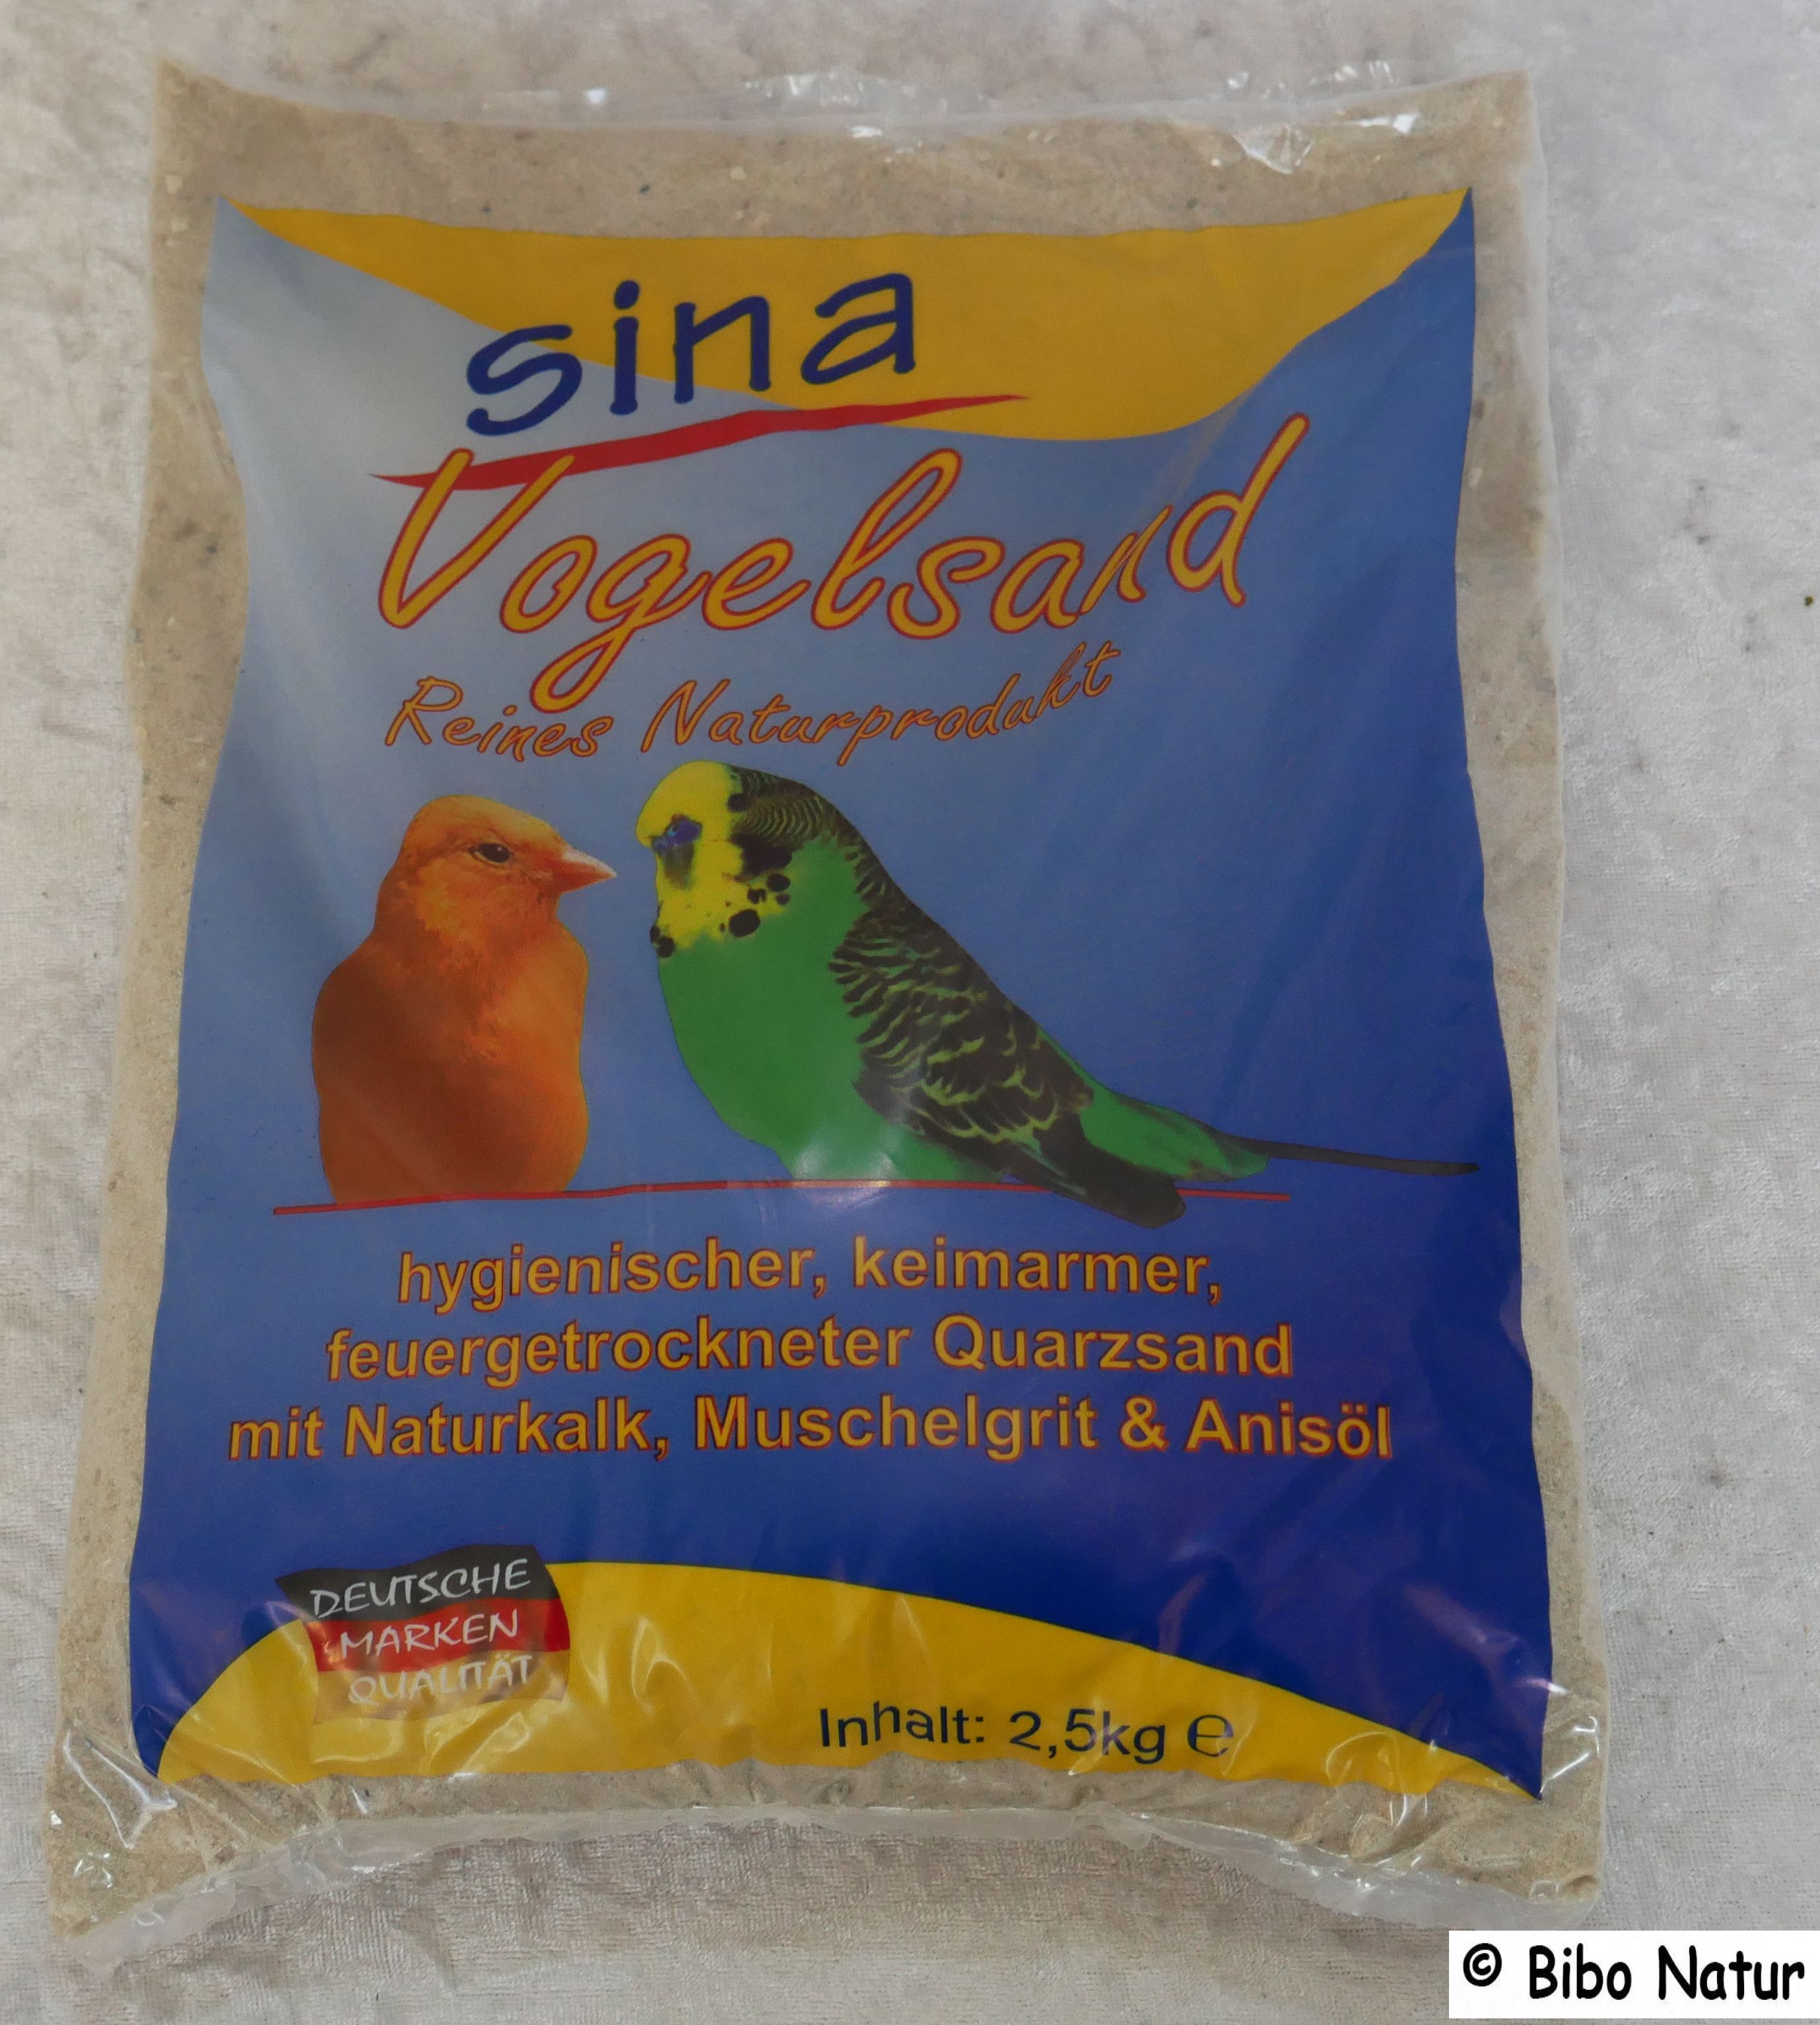 sina
Vogelsand
Reines Naturprodukt
hygienischer, keimarmer,
feuergetrockneter Quarzsand
mit Naturkalk, Muschelgrit & Anisöl
DEUTSCHE
MARKEN
QUALITÄT
Inhalt: 2,5kg ℮
© Bibo Natur